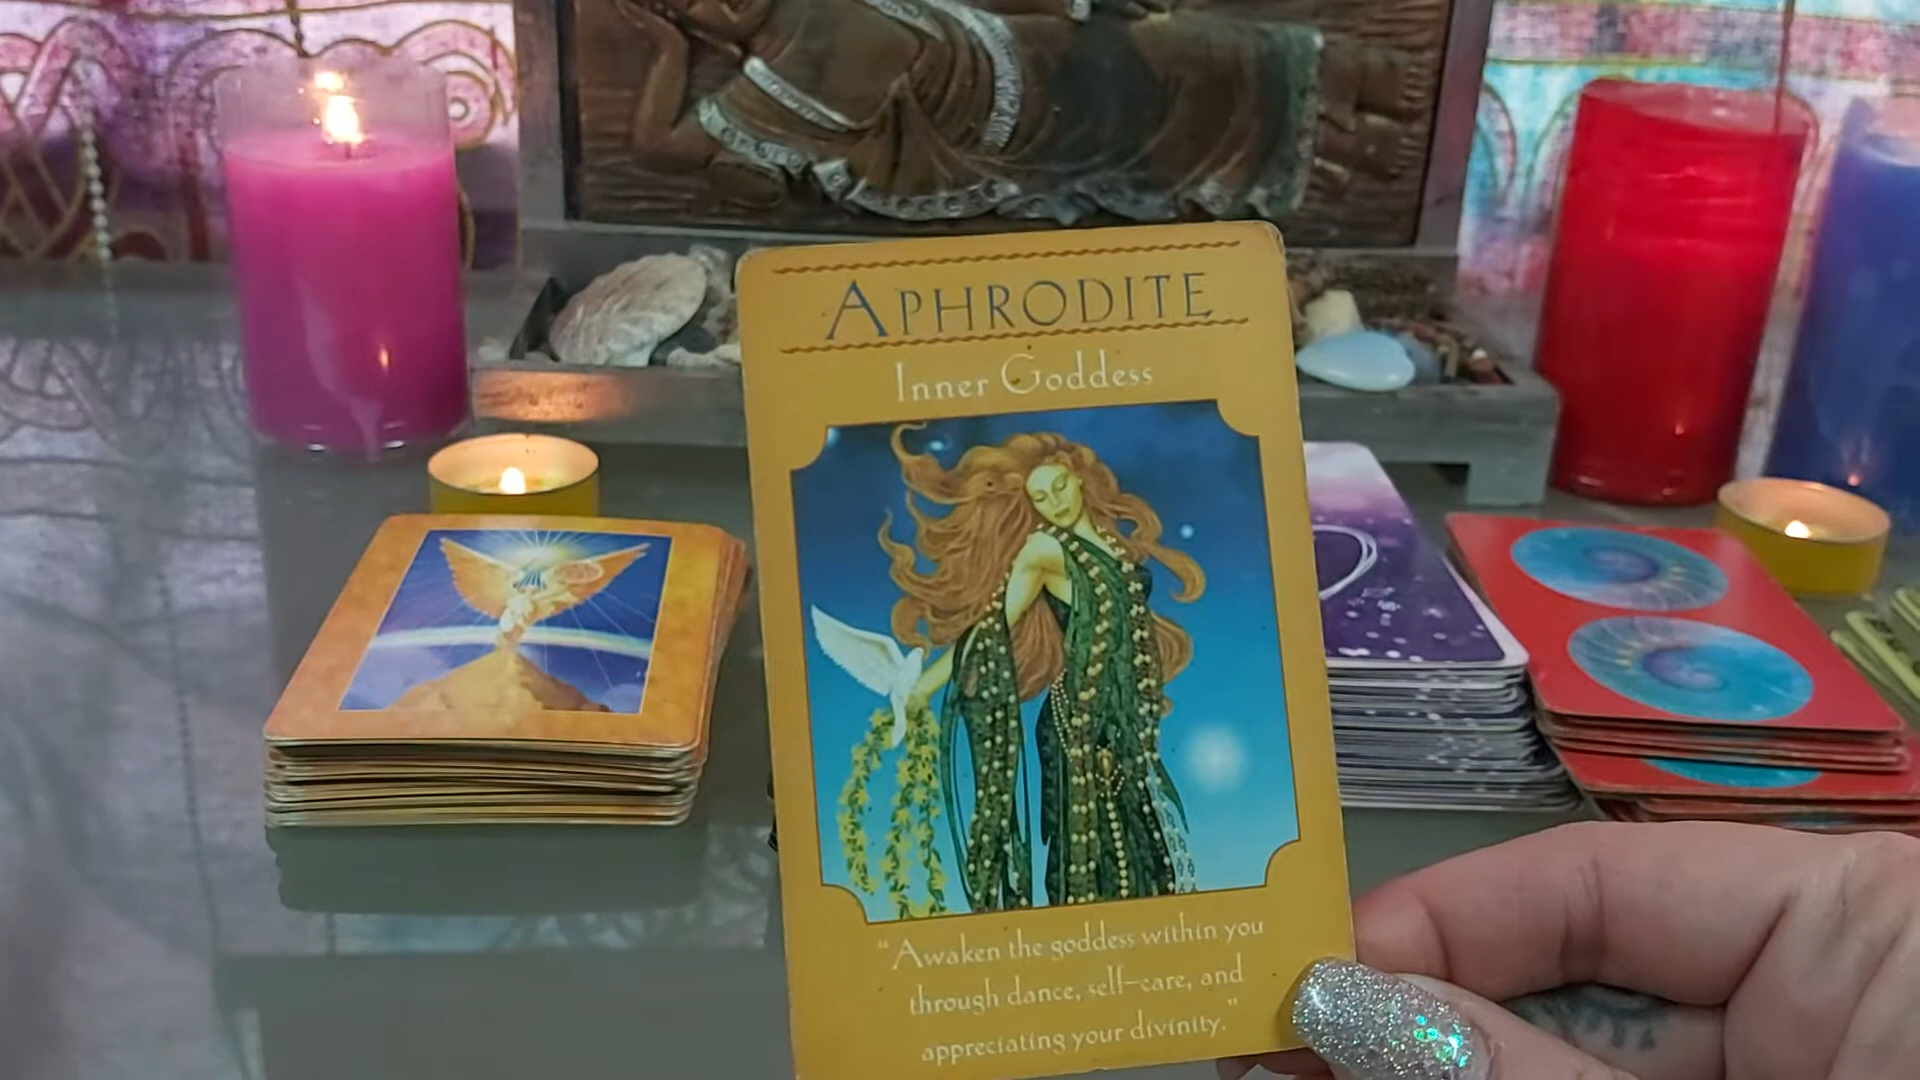 APHRODITE
Inner Goddess
“Awaken the goddess within you
through dance, self-care, and
appreciating your divinity.”